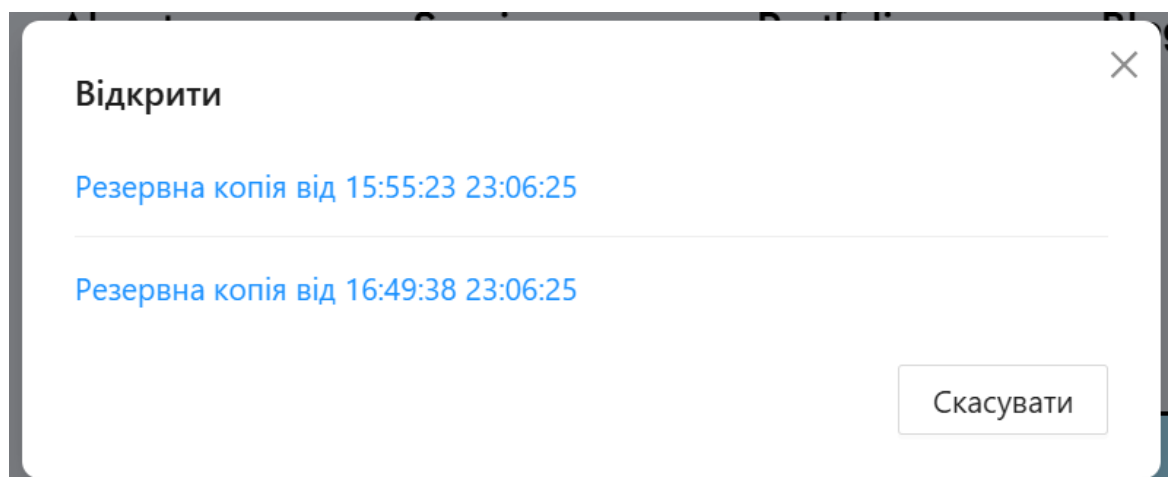 Відкрити
Резервна копія від 15:55:23 23:06:25
Резервна копія від 16:49:38 23:06:25
Скасувати